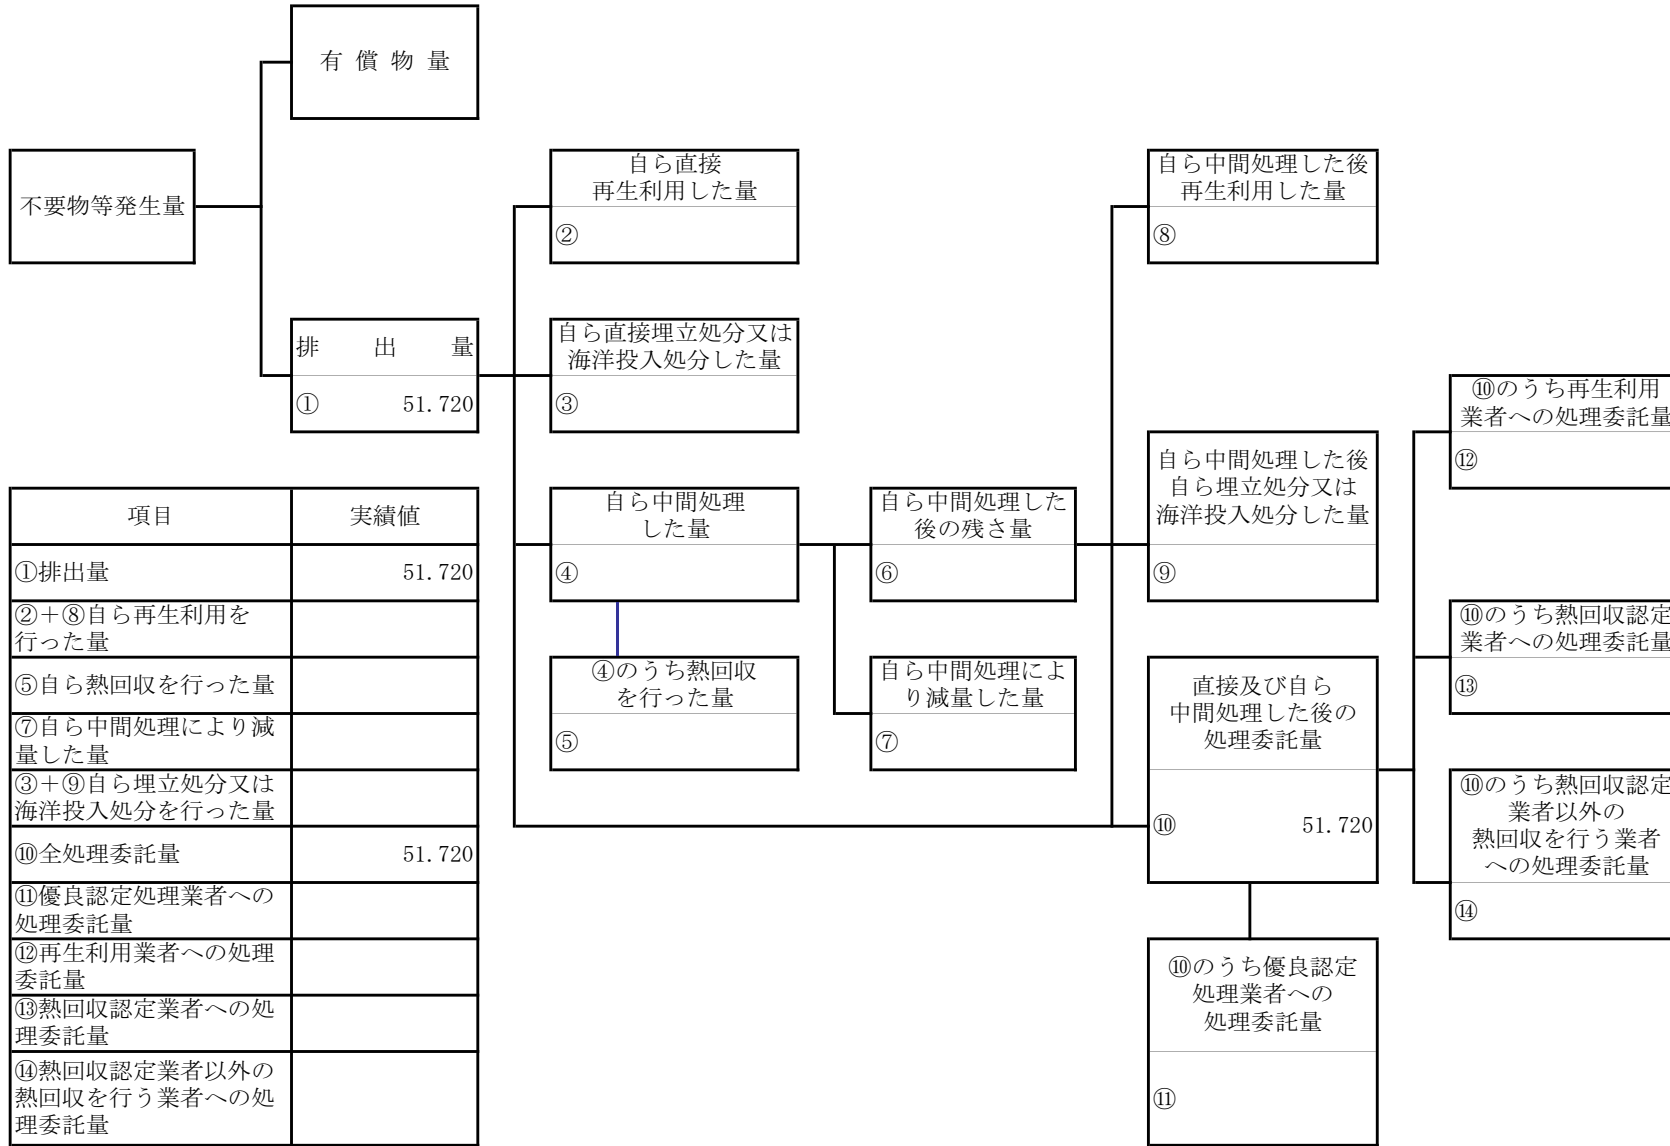 有償物量
不要物等発生量
排出量
① 51.720
自ら直接
再生利用した量
②
自ら直接埋立処分又は
海洋投入処分した量
③
自ら中間処理
した量
④
④のうち熱回収
を行った量
⑤
自ら中間処理した
後の残さ量
⑥
自ら中間処理によ
り減量した量
⑦
自ら中間処理した後
再生利用した量
⑧
自ら中間処理した後
自ら埋立処分又は
海洋投入処分した量
⑨
直接及び自ら
中間処理した後の
処理委託量
⑩ 51.720
⑩のうち優良認定
処理業者への
処理委託量
⑪
⑩のうち再生利用
業者への処理委託量
⑫
⑩のうち熱回収認定
業者への処理委託量
⑬
⑩のうち熱回収認定
業者以外の
熱回収を行う業者
への処理委託量
⑭
項目 実績値
①排出量 51.720
②+⑧自ら再生利用を
行った量
⑤自ら熱回収を行った量
⑦自ら中間処理により減
量した量
③+⑨自ら埋立処分又は
海洋投入処分を行った量
⑩全処理委託量 51.720
⑪優良認定処理業者への
処理委託量
⑫再生利用業者への処理
委託量
⑬熱回収認定業者への処
理委託量
⑭熱回収認定業者以外の
熱回収を行う業者への処
理委託量